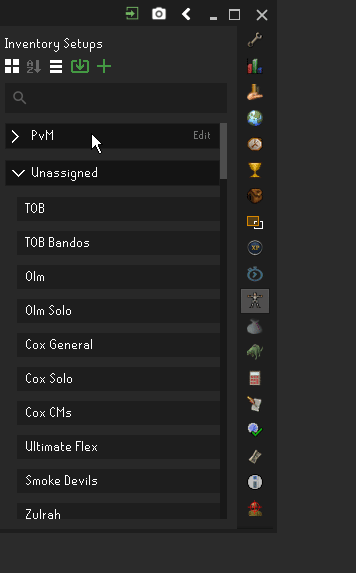 Inventory Setups
PvM Edit
Unassigned
TOB
TOB Bandos
Olm
Olm Solo
Cox General
Cox Solo
Cox CMs
Ultimate Flex
Smoke Devils
Zulrah
XP